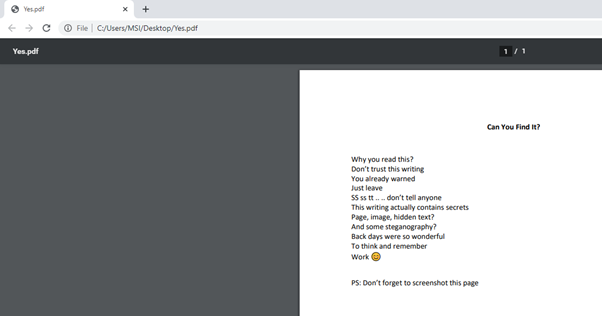 Yes.pdf
File | C:/Users/MSI/Desktop/Yes.pdf
Yes.pdf
1 / 1
Can You Find It?
Why you read this?
Don't trust this writing
You already warned
Just leave
SS ss tt .. .. don't tell anyone
This writing actually contains secrets
Page, image, hidden text?
And some steganography?
Back days were so wonderful
To think and remember
Work 😊
PS: Don't forget to screenshot this page